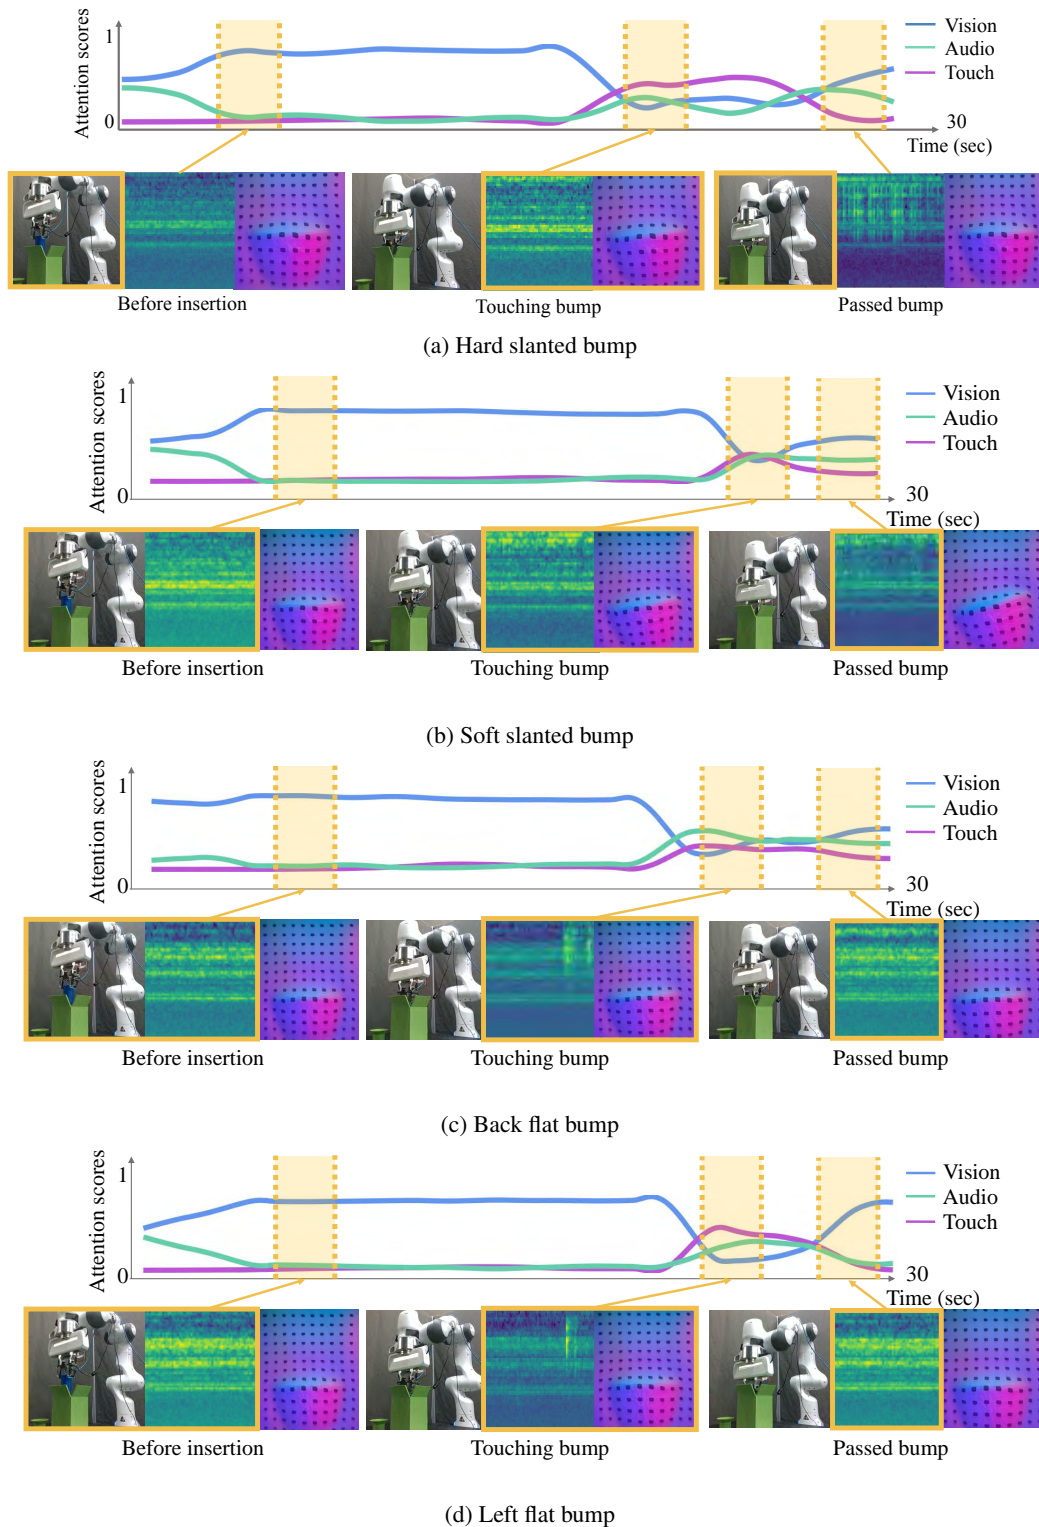 Attention scores
1
0
Vision
Audio
Touch
30
Time (sec)
Before insertion
Touching bump
Passed bump
(a) Hard slanted bump
Attention scores
1
0
Vision
Audio
Touch
30
Time (sec)
Before insertion
Touching bump
Passed bump
(b) Soft slanted bump
Attention scores
1
0
Vision
Audio
Touch
30
Time (sec)
Before insertion
Touching bump
Passed bump
(c) Back flat bump
Attention scores
1
0
Vision
Audio
Touch
30
Time (sec)
Before insertion
Touching bump
Passed bump
(d) Left flat bump